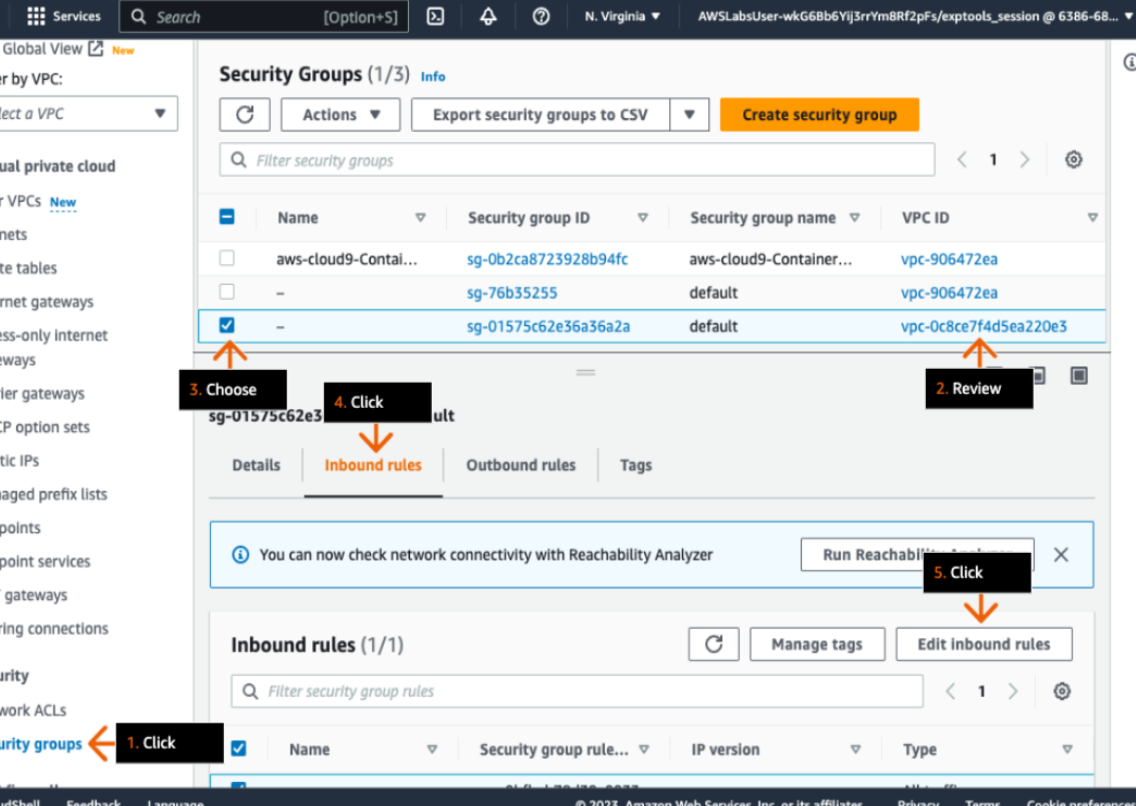 Services
Search
[Option+S]
N. Virginia
AWSLabsUser-wkG6Bb6Yij3rrYm8Rf2pFs/exptools_session @ 6386-68...
Global View
New
er by VPC:
lect a VPC
ual private cloud
r VPCs New
nets
te tables
rnet gateways
ess-only internet
eways
ier gateways
CP option sets
tic IPs
naged prefix lists
points
point services
gateways
ring connections
urity
work ACLs
urity groups
1. Click
Security Groups (1/3) Info
Actions
Export security groups to CSV
Create security group
Filter security groups
1
Name
Security group ID
Security group name
VPC ID
aws-cloud9-Contai... sg-0b2ca8723928b94fc aws-cloud9-Container... vpc-906472ea
– sg-76b35255 default vpc-906472ea
– sg-01575c62e36a36a2a default vpc-0c8ce7f4d5ea220e3
3. Choose
4. Click
2. Review
sg-01575c62e3 ult
Details
Inbound rules
Outbound rules
Tags
You can now check network connectivity with Reachability Analyzer
Run Reachability Analyzer
5. Click
Inbound rules (1/1)
Manage tags
Edit inbound rules
Filter security group rules
1
Name
Security group rule...
IP version
Type
udShell Feedback Language
© 2023, Amazon Web Services, Inc. or its affiliates.
Privacy Terms Cookie preferences